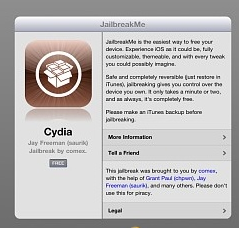 JailbreakMe
JailbreakMe is the easiest way to free your
device. Experience iOS as it could be, fully
customizable, themeable, and with every tweak
you could possibly imagine.
Safe and completely reversible (just restore in
iTunes), jailbreaking gives you control over the
device you own. It only takes a minute or two,
and as always, it's completely free.
Please make an iTunes backup before
jailbreaking.
Cydia
Jay Freeman (saurik)
Jailbreak by comex.
FREE
More Information
Tell a Friend
This jailbreak was brought to you by comex,
with the help of Grant Paul (chpwn), Jay
Freeman (saurik), and many others. Please don't
use this for piracy.
Legal